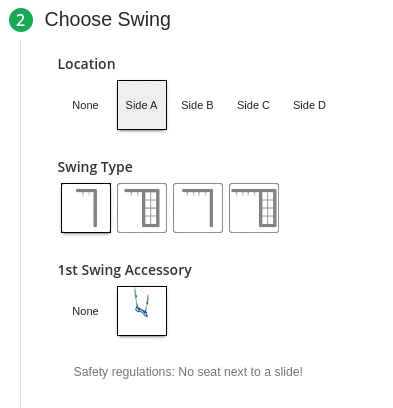 2 Choose Swing
Location
None Side A Side B Side C Side D
Swing Type
1st Swing Accessory
None
Safety regulations: No seat next to a slide!